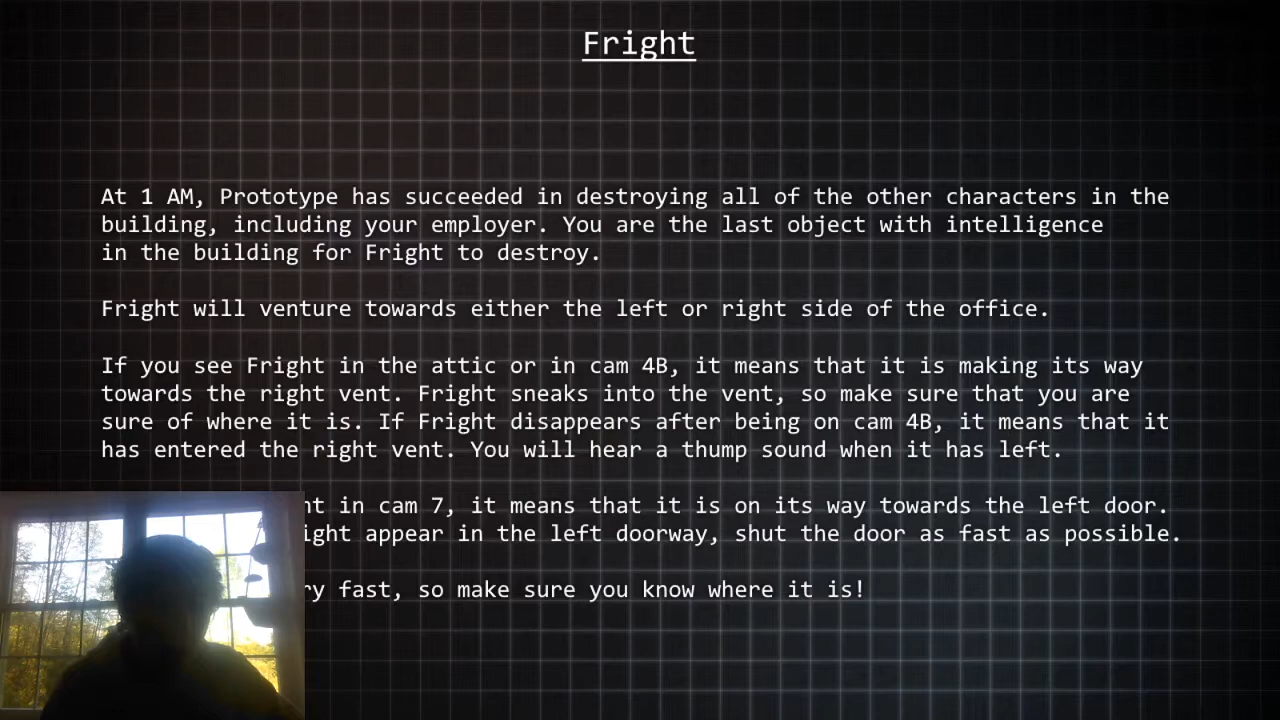 Fright
At 1 AM, Prototype has succeeded in destroying all of the other characters in the
building, including your employer. You are the last object with intelligence
in the building for Fright to destroy.
Fright will venture towards either the left or right side of the office.
If you see Fright in the attic or in cam 4B, it means that it is making its way
towards the right vent. Fright sneaks into the vent, so make sure that you are
sure of where it is. If Fright disappears after being on cam 4B, it means that it
has entered the right vent. You will hear a thump sound when it has left.
in cam 7, it means that it is on its way towards the left door.
appear in the left doorway, shut the door as fast as possible.
fast, so make sure you know where it is!